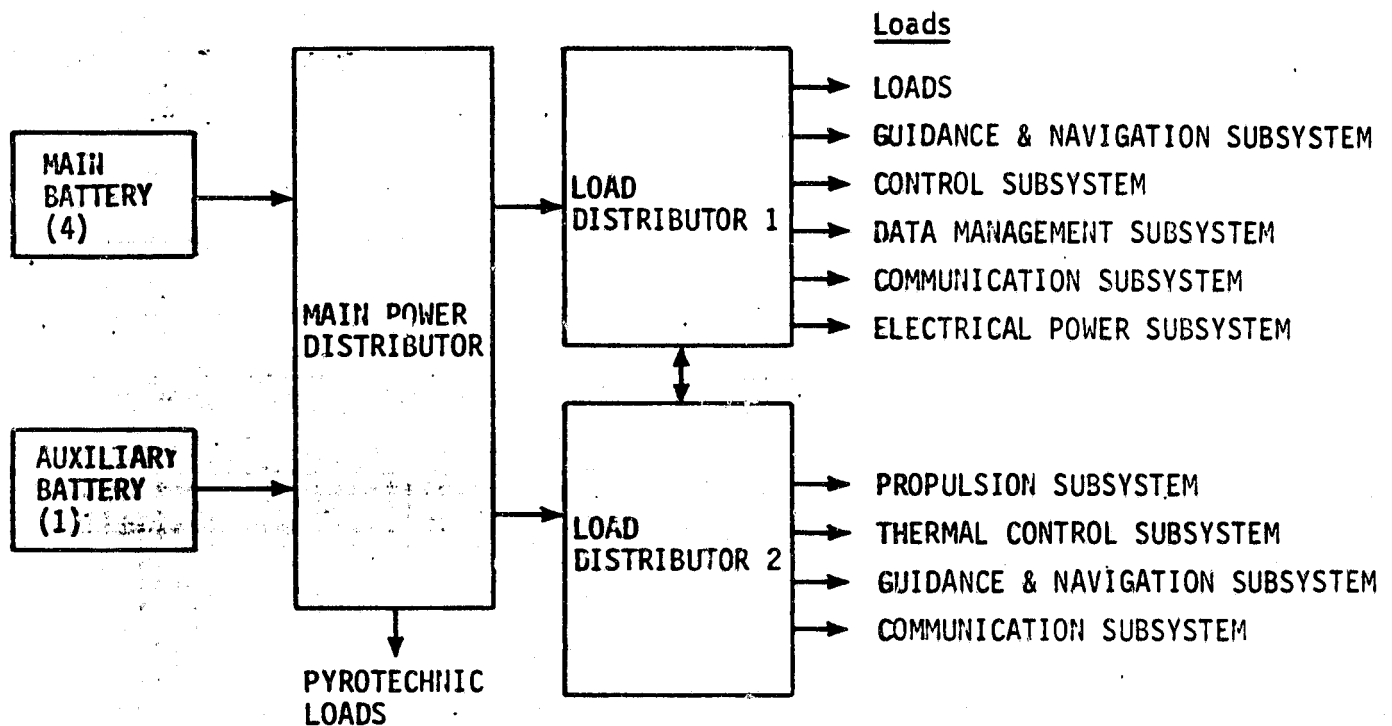 MAIN
BATTERY
(4)
AUXILIARY
BATTERY
(1)
MAIN POWER
DISTRIBUTOR
PYROTECHNIC
LOADS
LOAD
DISTRIBUTOR 1
LOAD
DISTRIBUTOR 2
Loads
LOADS
GUIDANCE & NAVIGATION SUBSYSTEM
CONTROL SUBSYSTEM
DATA MANAGEMENT SUBSYSTEM
COMMUNICATION SUBSYSTEM
ELECTRICAL POWER SUBSYSTEM
PROPULSION SUBSYSTEM
THERMAL CONTROL SUBSYSTEM
GUIDANCE & NAVIGATION SUBSYSTEM
COMMUNICATION SUBSYSTEM